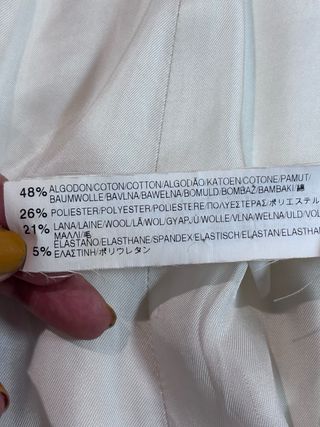 48% ALGODON/COTON/COTTON/ALGODÃO/KATOEN/COTONE/PAMUT/
BAUMWOLLE/BAVLNA/BAWEŁNA/BOMULD/BOMBAŽ/BAMBAKI/綿
26% POLIESTER/POLYESTER/POLIÉSTERE/ΠΟΛΥΕΣΤΕΡΑΣ/ポリエステル
21% LANA/LAINE/WOOL/LÃ/WOL/GYAPJÚ/WOLLE/VLNA/WEŁNA/ULD/VOL
ΜΑΛΛΙ/毛
5% ELASTANO/ELASTHANE/SPANDEX/ELASTISCH/ELASTAN/ELASTHAN
ΕΛΑΣΤΙΝΗ/ポリウレタン